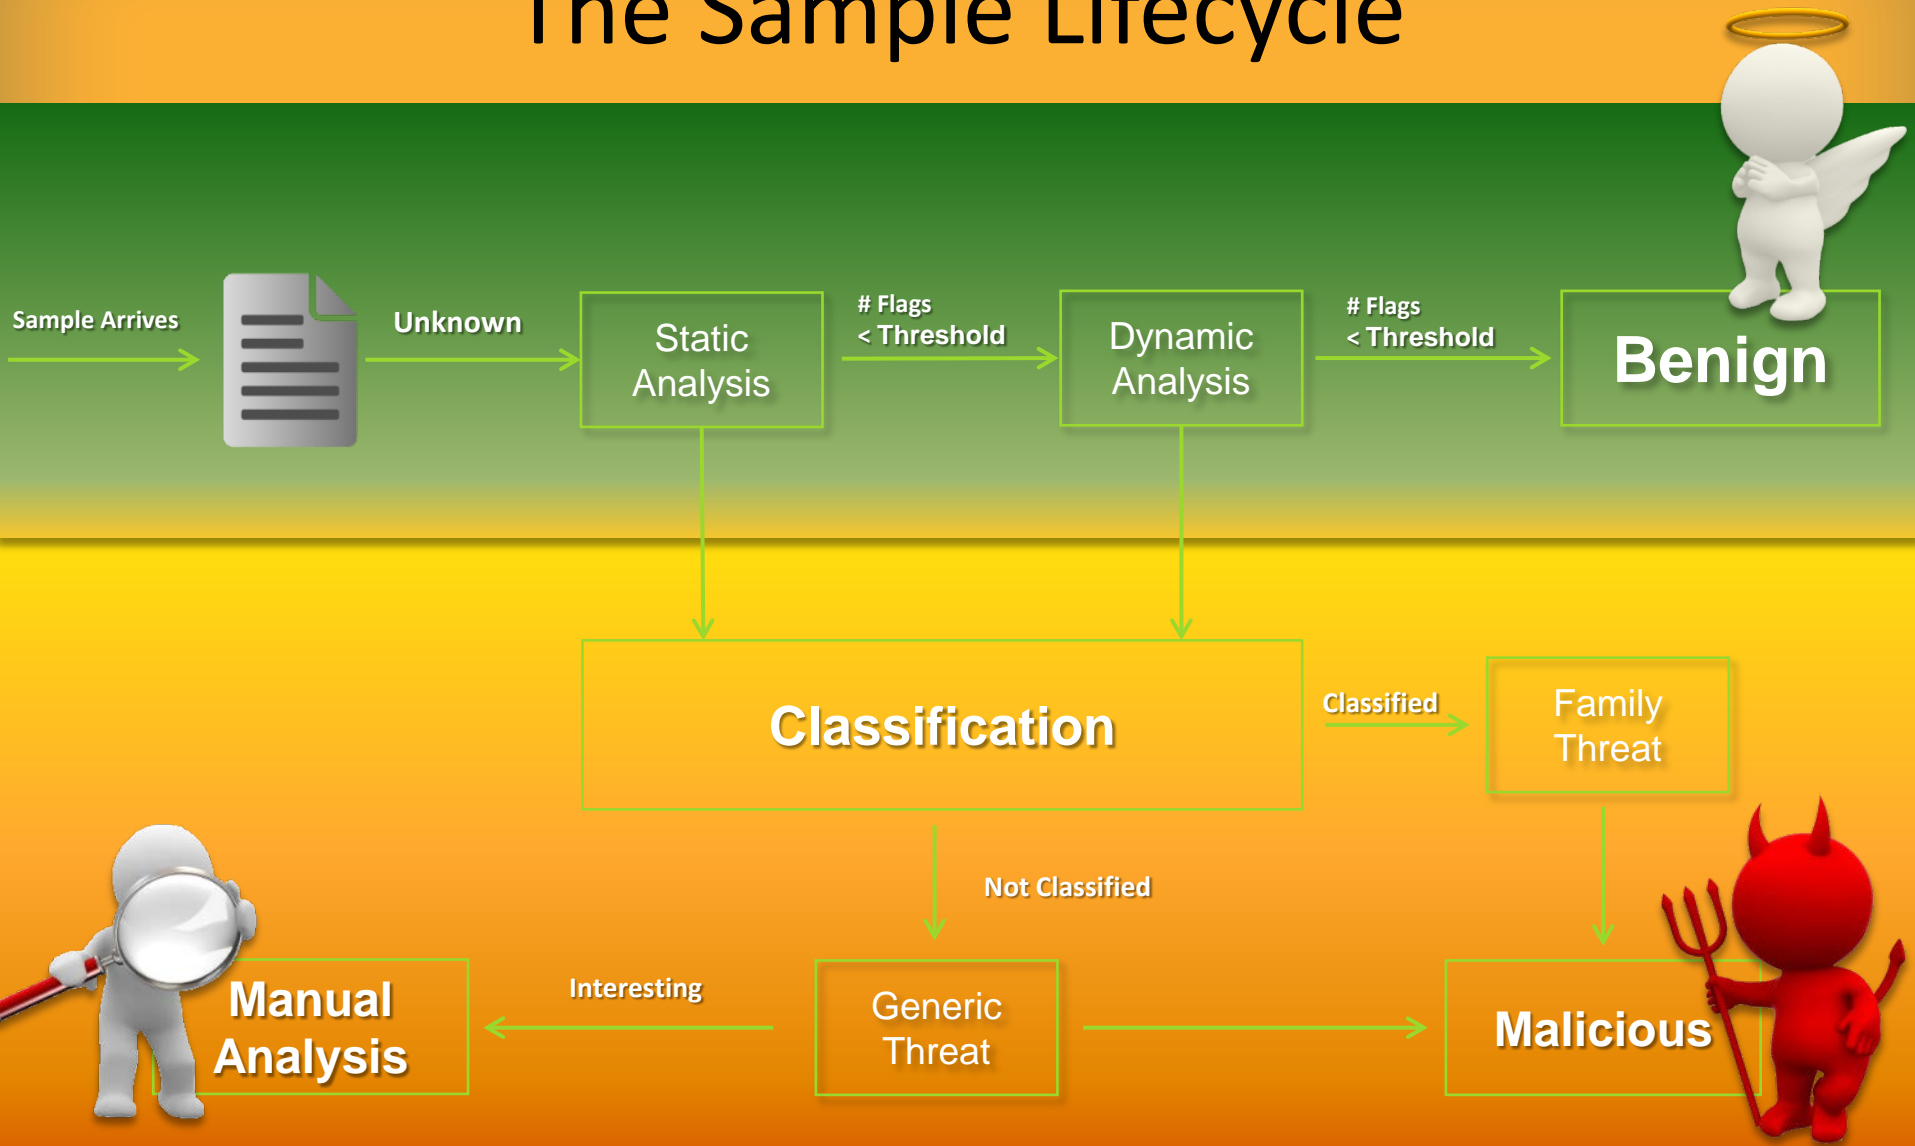 The Sample Lifecycle
Sample Arrives
Unknown
Static
Analysis
# Flags
< Threshold
Dynamic
Analysis
# Flags
< Threshold
Benign
Classification
Classified
Family
Threat
Not Classified
Manual
Analysis
Interesting
Generic
Threat
Malicious